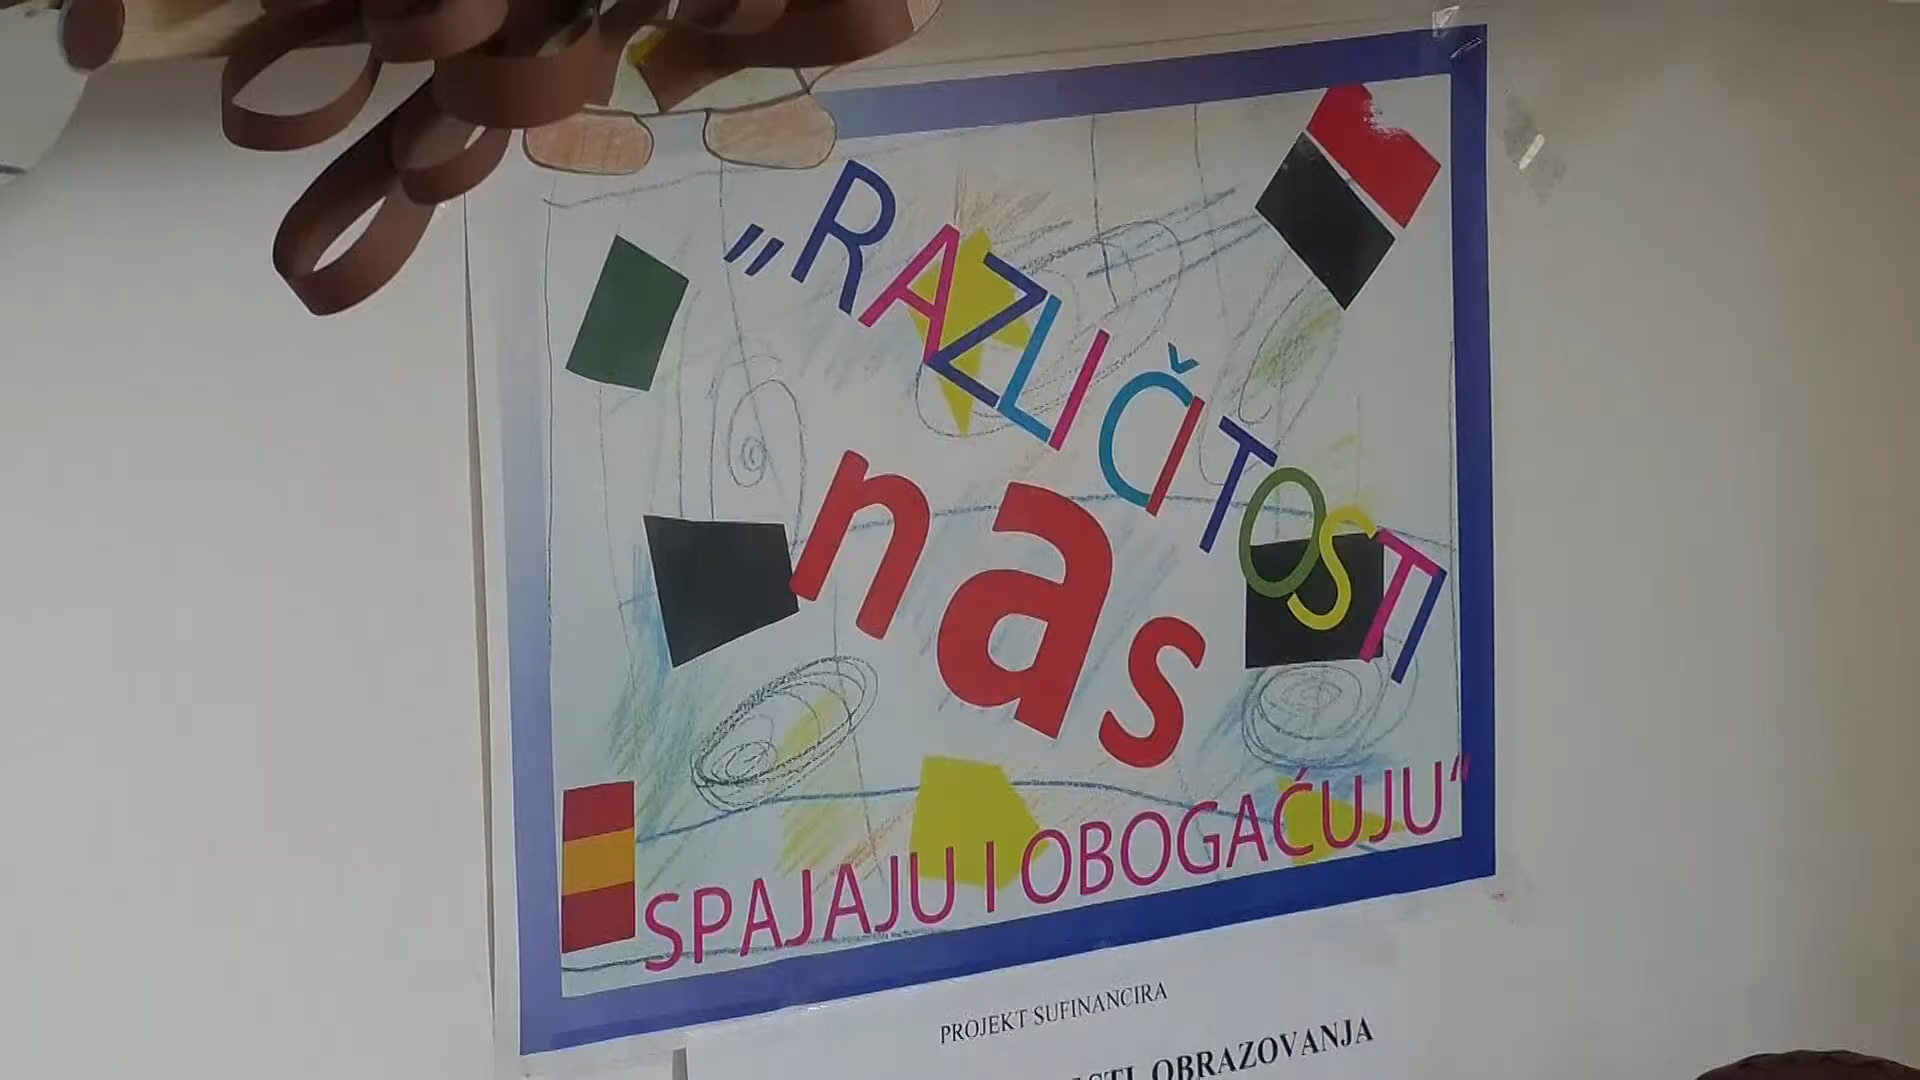 „RAZLIČITOSTI
nas
SPAJAJU I OBOGAĆUJU“
PROJEKT SUFINANCIRA
OBRAZOVANJA